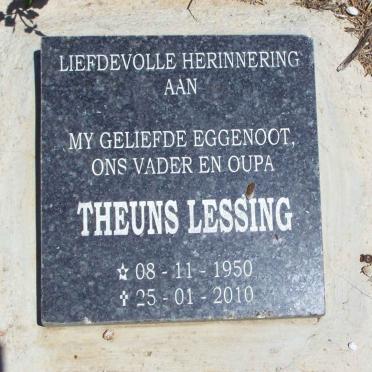 LIEFDEVOLLE HERINNERING
AAN
MY GELIEFDE EGGENOOT,
ONS VADER EN OUPA
THEUNS LESSING
☆ 08 - 11 - 1950
✝ 25 - 01 - 2010